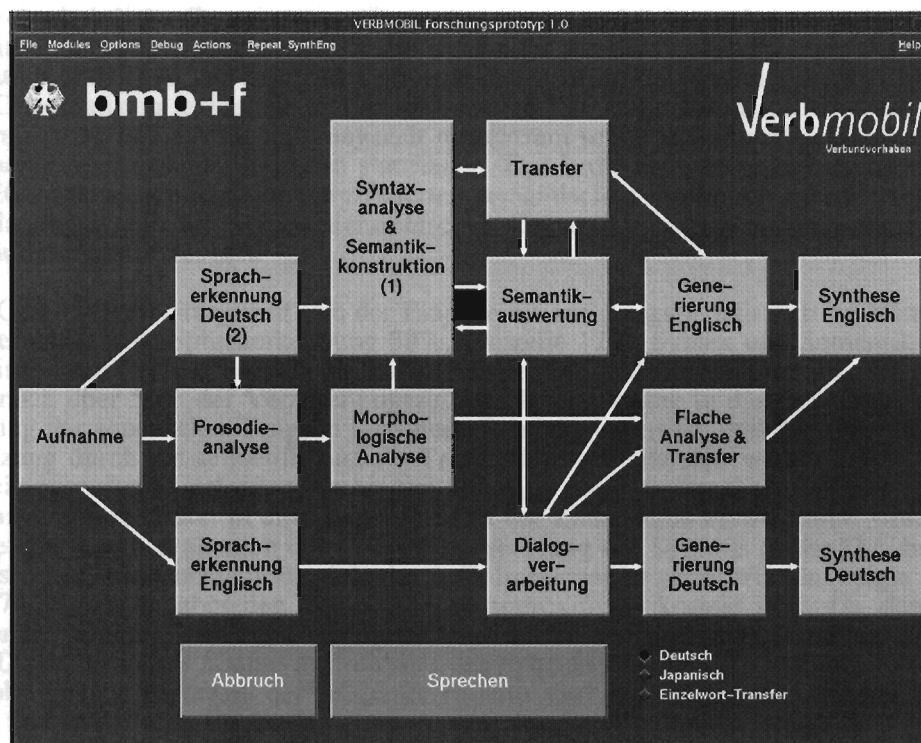 VERBMOBIL Forschungsprototyp 1.0
File Modules Options Debug Actions Repeat_SynthEng Help
bmb+f
Verbmobil
Verbundvorhaben
Syntax-
analyse
&
Semantik-
konstruktion
(1)
Transfer
Sprach-
erkennung
Deutsch
(2)
Semantik-
auswertung
Gene-
rierung
Englisch
Synthese
Englisch
Aufnahme
Prosodie-
analyse
Morpho-
logische
Analyse
Flache
Analyse &
Transfer
Sprach-
erkennung
Englisch
Dialog-
ver-
arbeitung
Gene-
rierung
Deutsch
Synthese
Deutsch
Abbruch
Sprechen
Deutsch
Japanisch
Einzelwort-Transfer